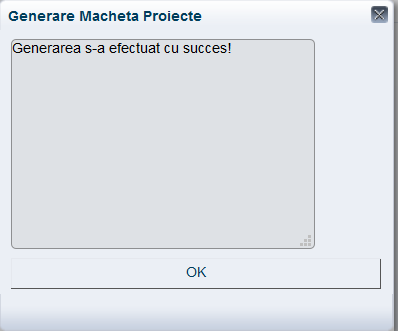 Generare Macheta Proiecte
Generarea s-a efectuat cu succes!
OK